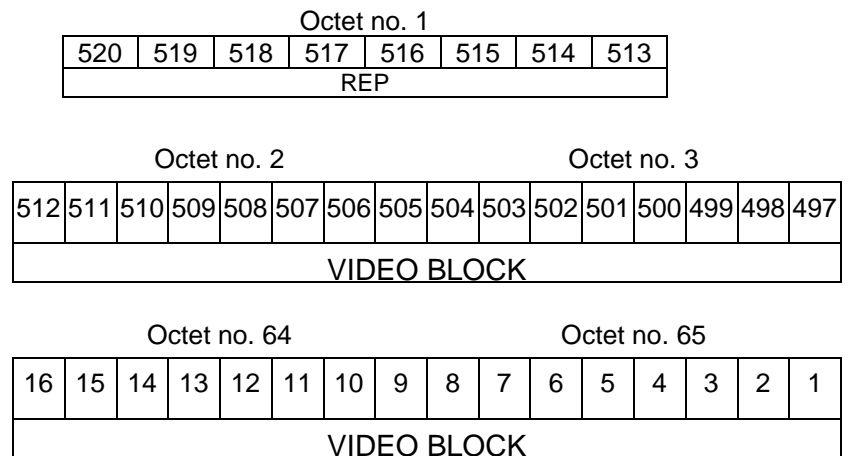 Octet no. 1
520 519 518 517 516 515 514 513
REP
Octet no. 2 Octet no. 3
512 511 510 509 508 507 506 505 504 503 502 501 500 499 498 497
VIDEO BLOCK
Octet no. 64 Octet no. 65
16 15 14 13 12 11 10 9 8 7 6 5 4 3 2 1
VIDEO BLOCK